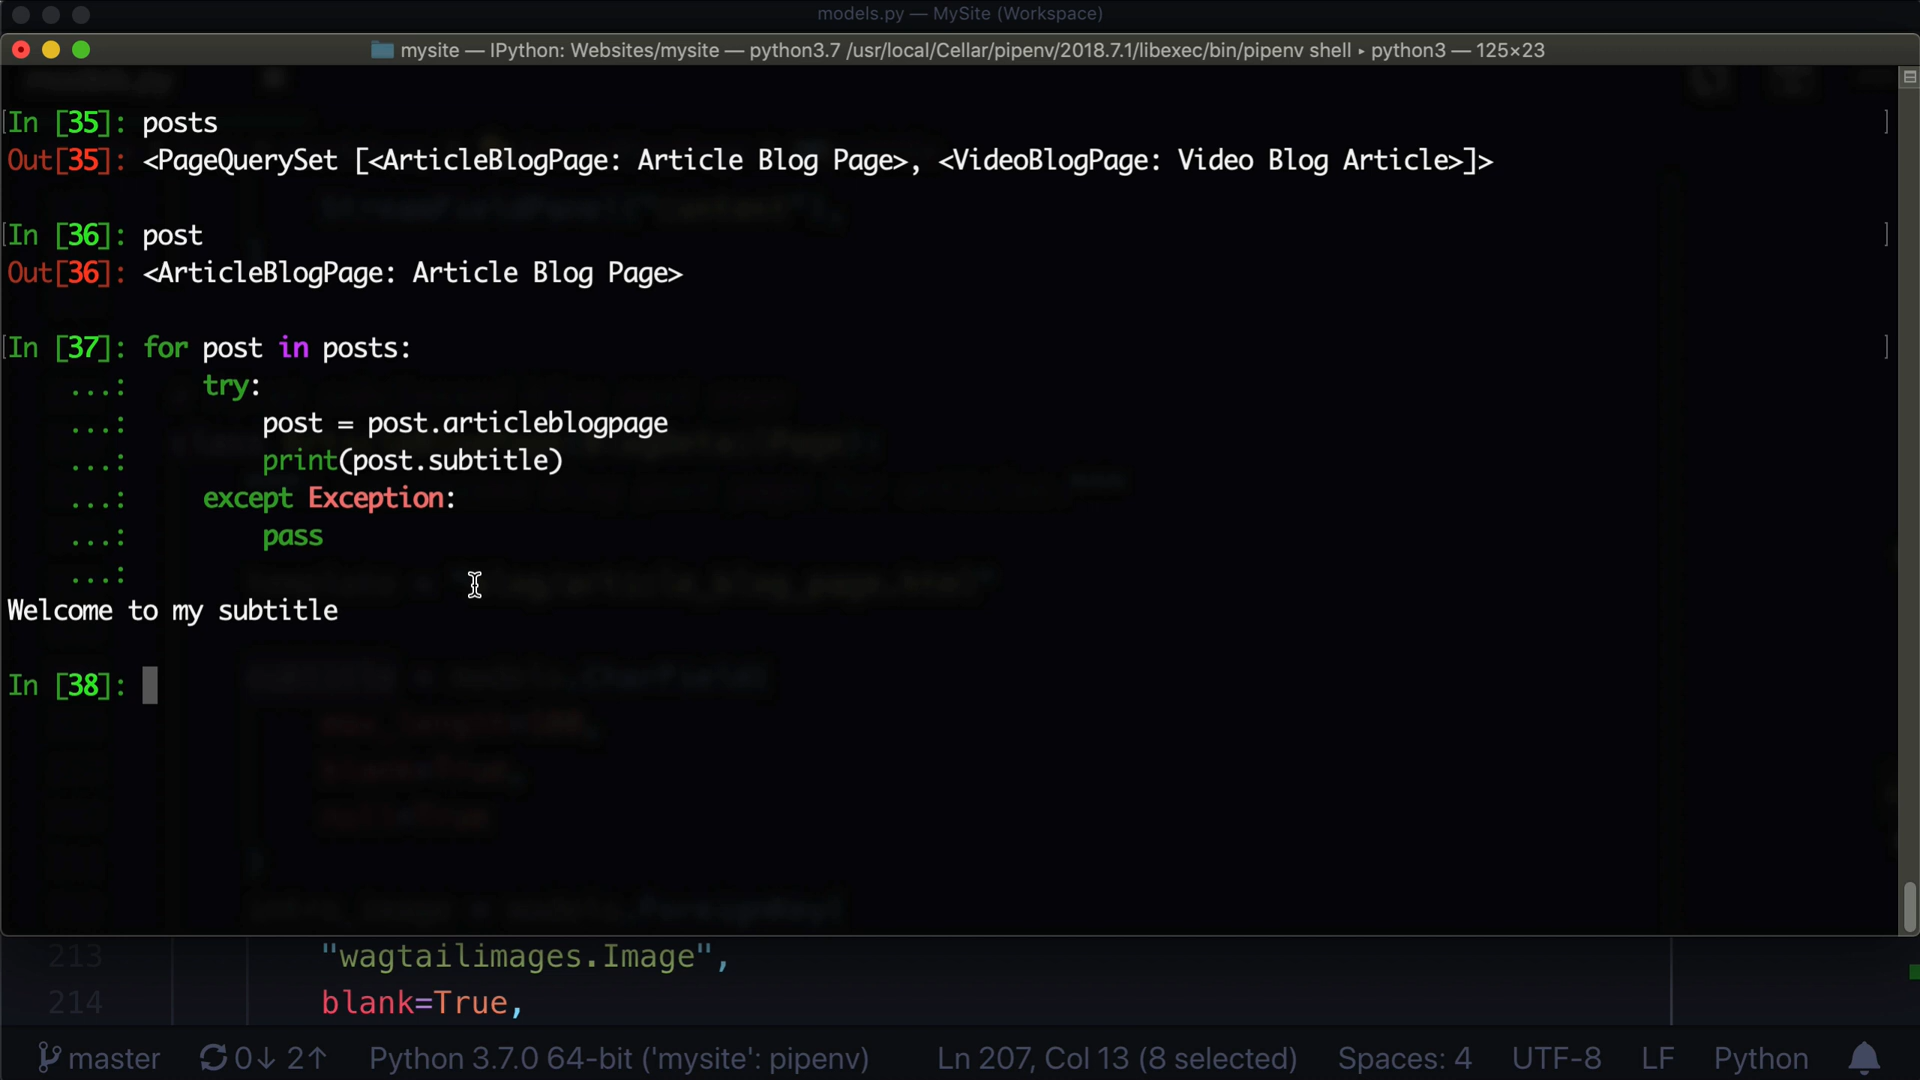 models.py — MySite (Workspace)
mysite — IPython: Websites/mysite — python3.7 /usr/local/Cellar/pipenv/2018.7.1/libexec/bin/pipenv shell ▸ python3 — 125×23
In [35]: posts
Out[35]: <PageQuerySet [<ArticleBlogPage: Article Blog Page>, <VideoBlogPage: Video Blog Article>]>
In [36]: post
Out[36]: <ArticleBlogPage: Article Blog Page>
In [37]: for post in posts:
...: try:
...: post = post.articleblogpage
...: print(post.subtitle)
...: except Exception:
...: pass
...:
Welcome to my subtitle
In [38]:
213 "wagtailimages.Image",
214 blank=True,
master 0↓ 2↑ Python 3.7.0 64-bit ('mysite': pipenv) Ln 207, Col 13 (8 selected) Spaces: 4 UTF-8 LF Python